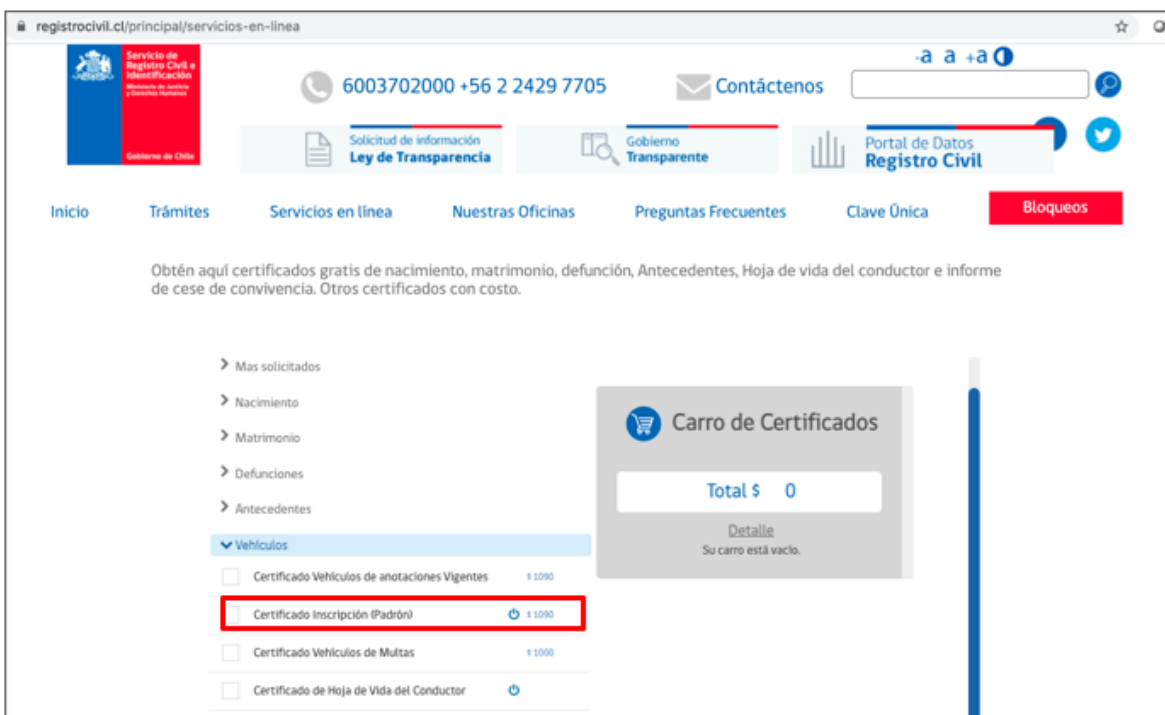 registrocivil.cl/principal/servicios-en-linea
Servicio de
Registro Civil e
Identificación
Ministerio de Justicia
y Derechos Humanos
Gobierno de Chile
-a a +a
6003702000 +56 2 2429 7705
Contáctenos
Solicitud de información
Ley de Transparencia
Gobierno
Transparente
Portal de Datos
Registro Civil
Inicio
Trámites
Servicios en línea
Nuestras Oficinas
Preguntas Frecuentes
Clave Única
Bloqueos
Obtén aquí certificados gratis de nacimiento, matrimonio, defunción, Antecedentes, Hoja de vida del conductor e informe
de cese de convivencia. Otros certificados con costo.
Mas solicitados
Nacimiento
Matrimonio
Defunciones
Antecedentes
Vehículos
Certificado Vehículos de anotaciones Vigentes $ 1090
Certificado Inscripción (Padrón) $ 1090
Certificado Vehículos de Multas $ 1000
Certificado de Hoja de Vida del Conductor
Carro de Certificados
Total $ 0
Detalle
Su carro está vacío.